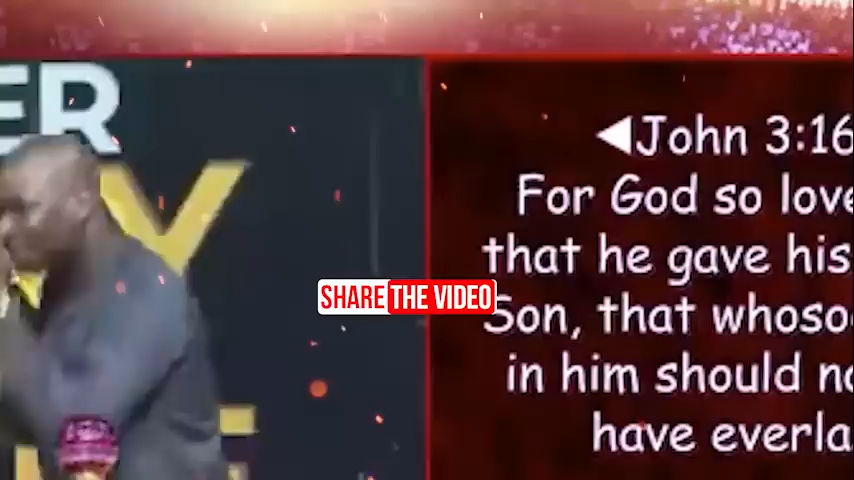 ER
Y
E
SHARE THE VIDEO
◀John 3:16
For God so love
that he gave his
Son, that whoso
in him should no
have everla